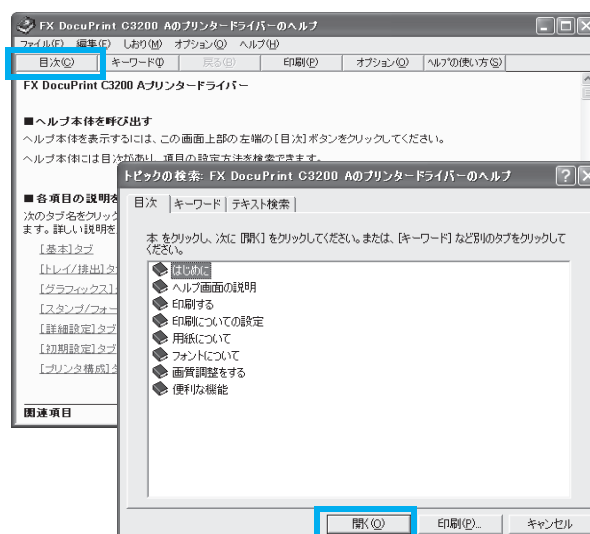 FX DocuPrint C3200 Aのプリンタードライバーのヘルプ
ファイル(F) 編集(E) しおり(M) オプション(O) ヘルプ(H)
目次(C) キーワード(I) 戻る(B) 印刷(P) オプション(O) ヘルプの使い方(S)
FX DocuPrint C3200 Aプリンタードライバー
■ヘルプ本体を呼び出す
ヘルプ本体を表示するには、この画面上部の左端の[目次]ボタンをクリックしてください。
ヘルプ本体には目次があり、項目の設定方法を検索できます。
■各項目の説明を
次のタブ名をクリック
ます。詳しい説明を
[基本]タブ
[トレイ/排出]タ
[グラフィックス]
[スタンプ/フォー
[詳細設定]タブ
[初期設定]タブ
[プリンタ構成]タ
関連項目
トピックの検索: FX DocuPrint C3200 Aのプリンタードライバーのヘルプ
目次 キーワード テキスト検索
本 をクリックし、次に [開く] をクリックしてください。または、[キーワード] など別のタブをクリックして
ください。
はじめに
ヘルプ画面の説明
印刷する
印刷についての設定
用紙について
フォントについて
画質調整をする
便利な機能
開く(O) 印刷(P)... キャンセル